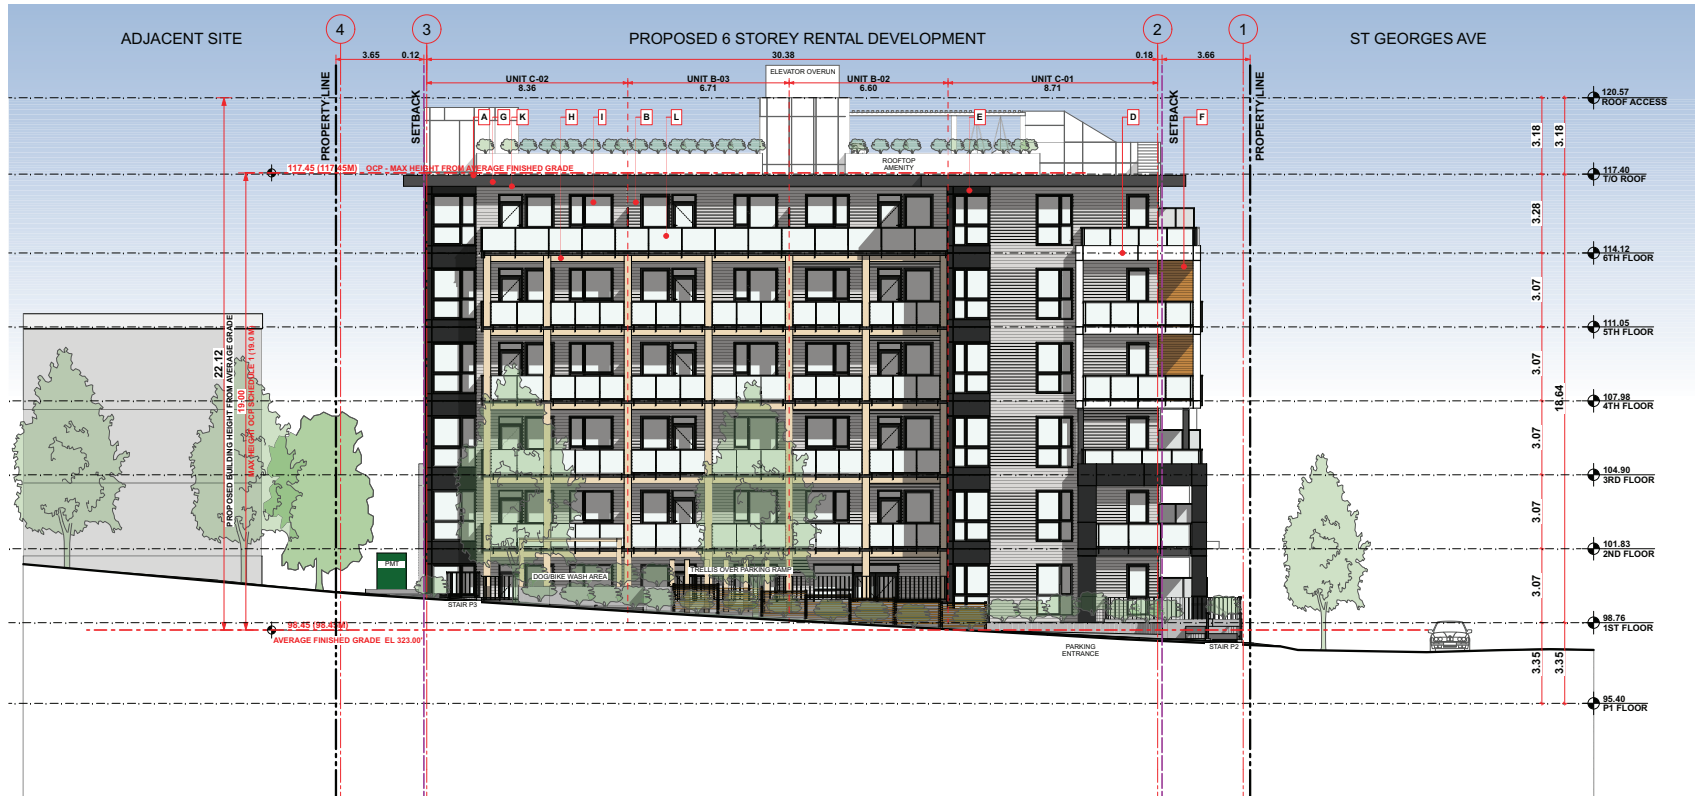 ADJACENT SITE
4
3
PROPOSED 6 STOREY RENTAL DEVELOPMENT
2
1
ST GEORGES AVE
3.65
0.12
30.38
0.18
3.66
UNIT C-02
8.36
UNIT B-03
6.71
UNIT B-02
6.60
UNIT C-01
8.71
ELEVATOR OVERUN
PROPERTY LINE
SETBACK
SETBACK
PROPERTY LINE
A
G
K
H
I
B
L
E
D
F
ROOFTOP
AMENITY
117.45 (117.45M)
OCP - MAX HEIGHT FROM AVERAGE FINISHED GRADE
22.12
PROPOSED BUILDING HEIGHT FROM AVERAGE GRADE
19.00
MAX HEIGHT OCP SCHEDULE 1 (19.0 M)
PMT
STAIR P3
DOG/BIKE WASH AREA
TRELLIS OVER PARKING RAMP
98.45 (98.45M)
AVERAGE FINISHED GRADE EL 323.00'
PARKING
ENTRANCE
STAIR P2
120.57
ROOF ACCESS
3.18
3.18
117.40
T/O ROOF
3.28
114.12
6TH FLOOR
3.07
111.05
5TH FLOOR
3.07
107.98
4TH FLOOR
18.64
3.07
104.90
3RD FLOOR
3.07
101.83
2ND FLOOR
3.07
98.76
1ST FLOOR
3.35
3.35
95.40
P1 FLOOR